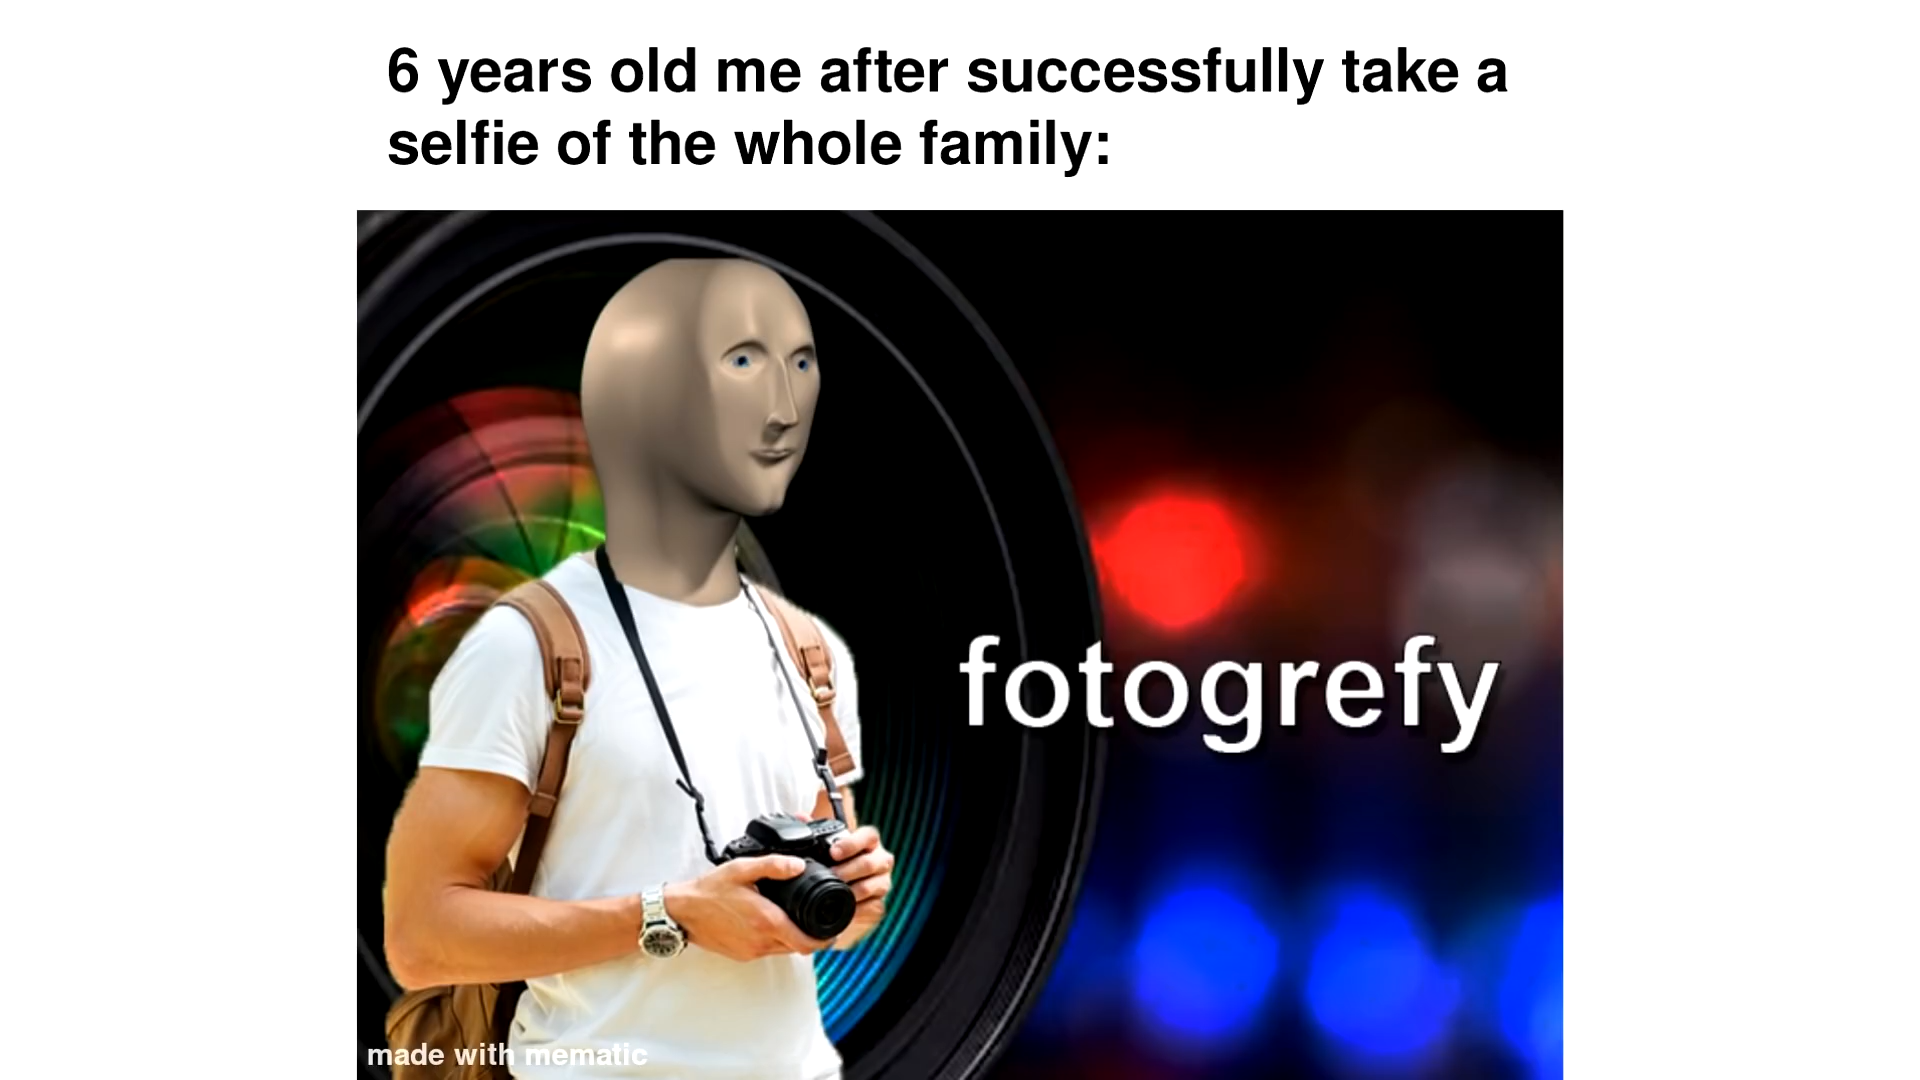 6 years old me after successfully take a
selfie of the whole family:
fotogrefy
made with mematic